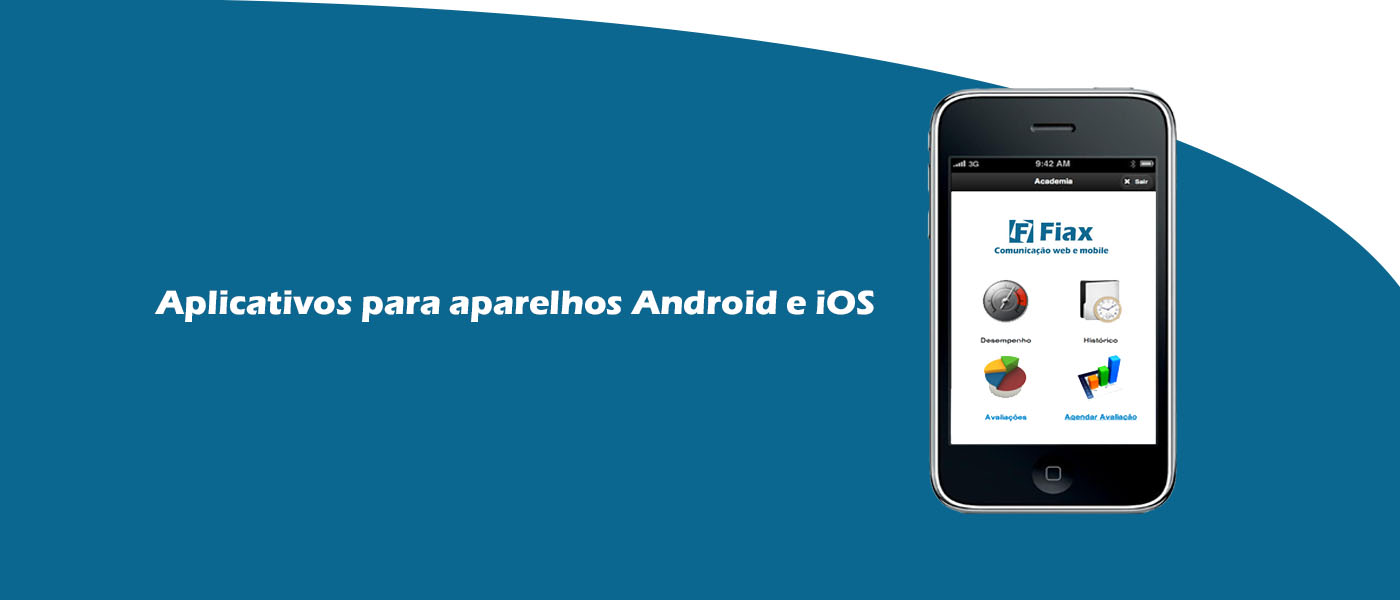 Aplicativos para aparelhos Android e iOS
3G 9:42 AM
Academia
X Sair
F Fiax
Comunicação web e mobile
Desempenho
Histórico
Avaliações
Agendar Avaliação